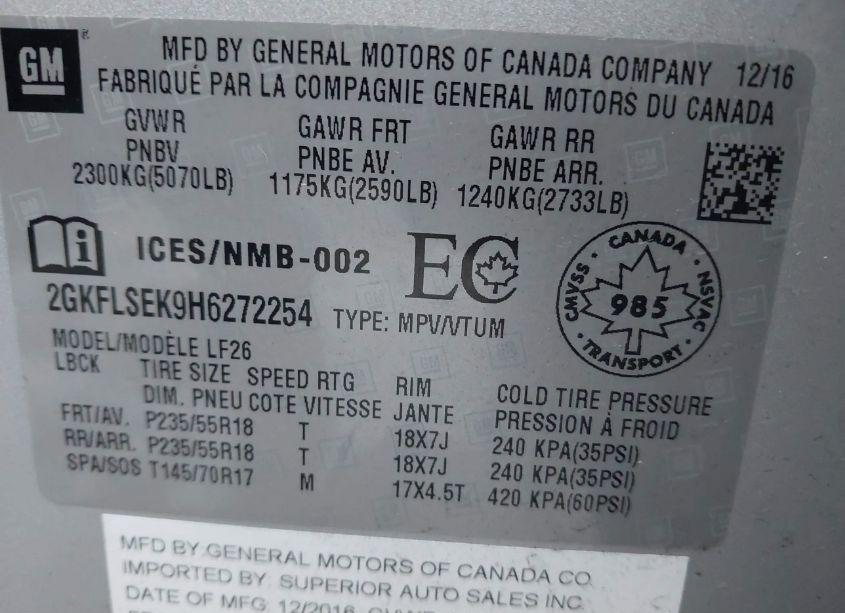 GM
MFD BY GENERAL MOTORS OF CANADA COMPANY 12/16
FABRIQUÉ PAR LA COMPAGNIE GENERAL MOTORS DU CANADA
GVWR GAWR FRT GAWR RR
PNBV PNBE AV. PNBE ARR.
2300KG(5070LB) 1175KG(2590LB) 1240KG(2733LB)
i ICES/NMB-002 EC
CANADA
CMVSS 985 NSVAC
TRANSPORT
2GKFLSEK9H6272254 TYPE: MPV/VTUM
MODEL/MODÈLE LF26
LBCK TIRE SIZE SPEED RTG RIM COLD TIRE PRESSURE
DIM. PNEU COTE VITESSE JANTE PRESSION À FROID
FRT/AV. P235/55R18 T 18X7J 240 KPA(35PSI)
RR/ARR. P235/55R18 T 18X7J 240 KPA(35PSI)
SPA/SOS T145/70R17 M 17X4.5T 420 KPA(60PSI)
MFD BY:GENERAL MOTORS OF CANADA CO.
IMPORTED BY: SUPERIOR AUTO SALES INC.
DATE OF MFG: 12/2016